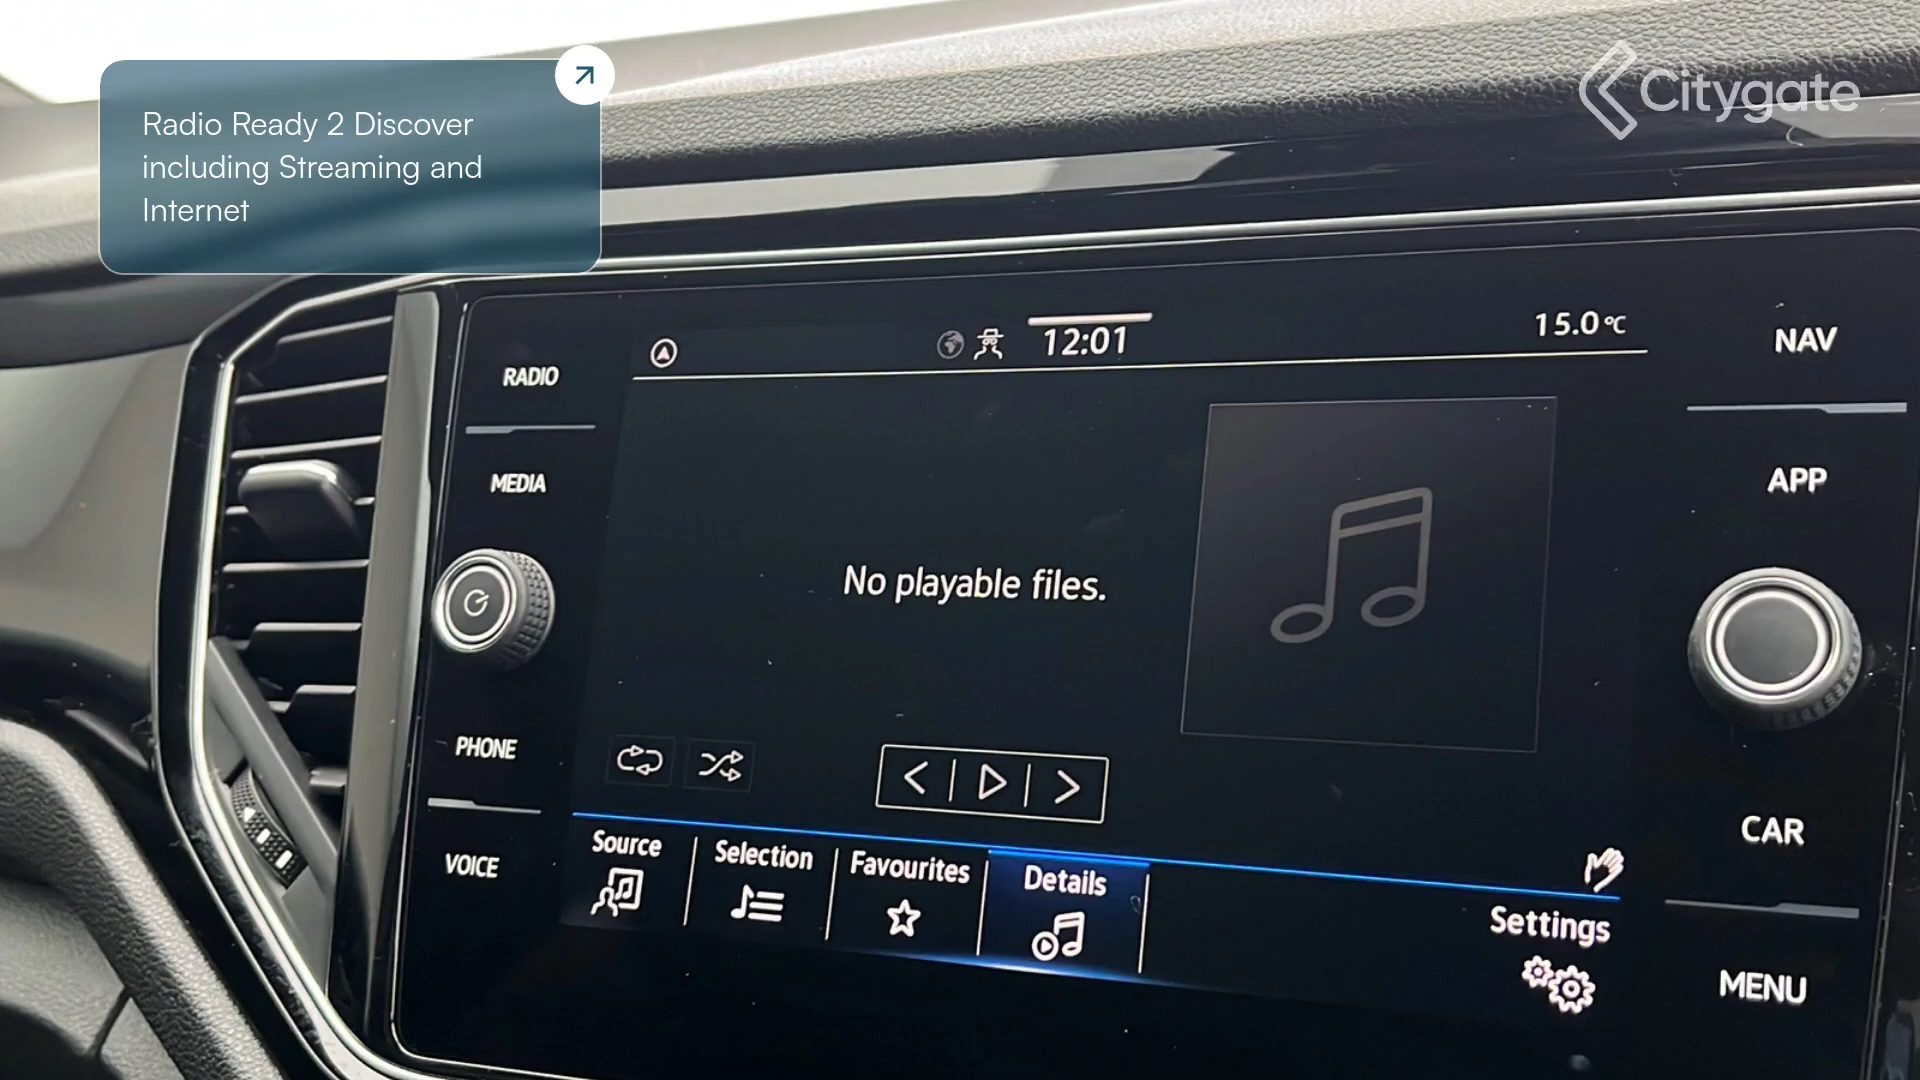 Radio Ready 2 Discover
including Streaming and
Internet
Citygate
12:01
15.0°C
RADIO
MEDIA
PHONE
VOICE
No playable files.
NAV
APP
CAR
MENU
Source
Selection
Favourites
Details
Settings